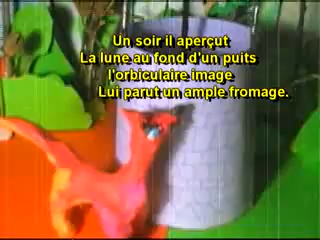 Un soir il aperçut
La lune au fond d'un puits
l'orbiculaire image
Lui parut un ample fromage.